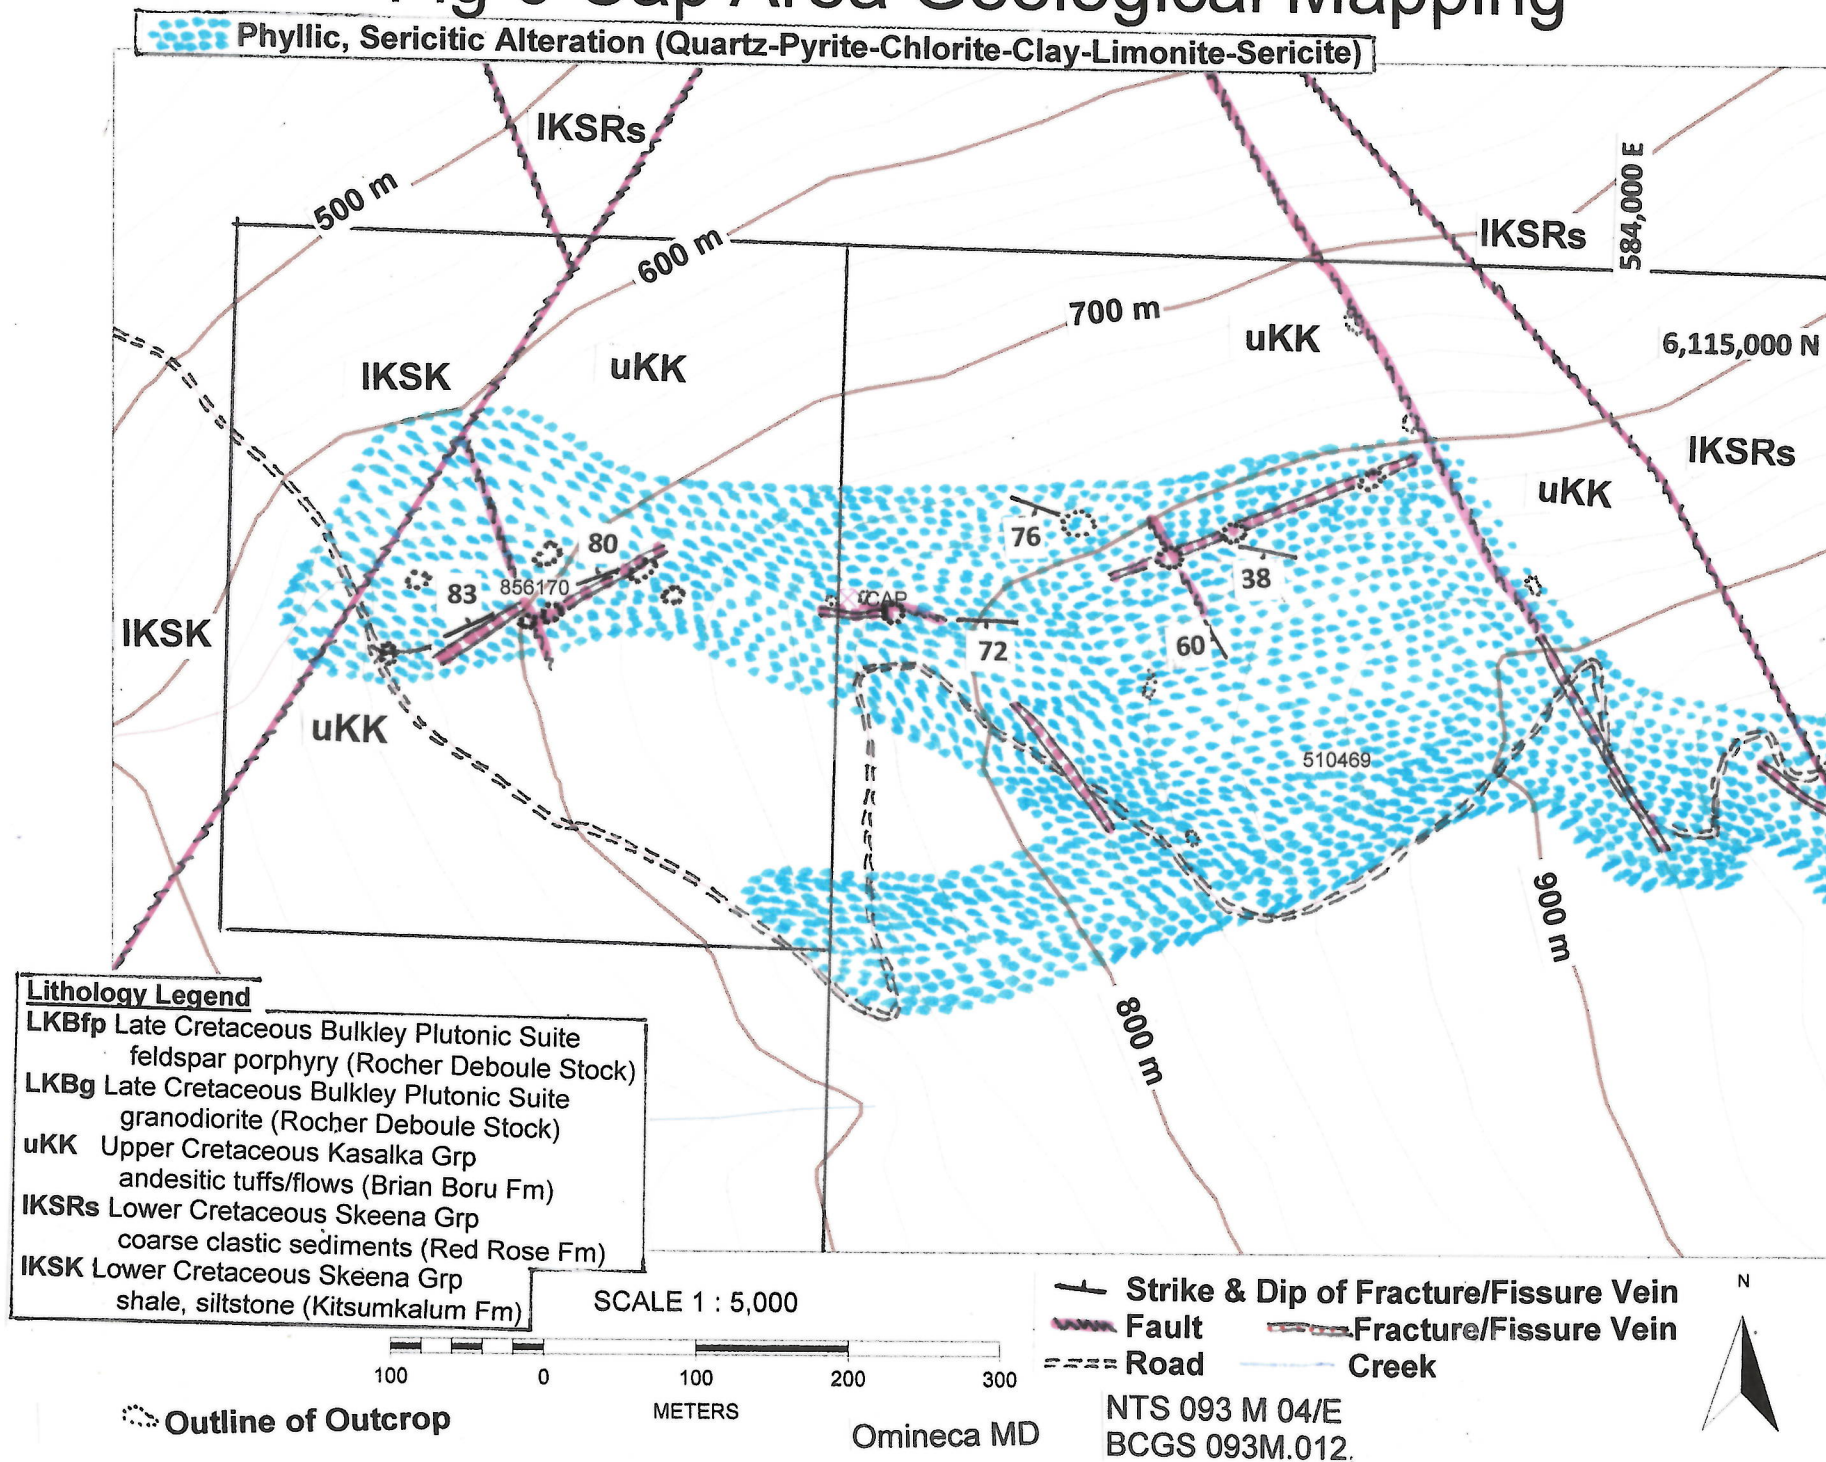 Fig 6 Cap Area Geological Mapping
Phyllic, Sericitic Alteration (Quartz-Pyrite-Chlorite-Clay-Limonite-Sericite)
lKSRs
500 m
600 m
584,000 E
lKSRs
700 m
uKK
6,115,000 N
lKSK
uKK
lKSRs
uKK
76
80
38
83
856170
CAP
lKSK
72
60
uKK
510469
900 m
800 m
Lithology Legend
LKBfp Late Cretaceous Bulkley Plutonic Suite
feldspar porphyry (Rocher Deboule Stock)
LKBg Late Cretaceous Bulkley Plutonic Suite
granodiorite (Rocher Deboule Stock)
uKK Upper Cretaceous Kasalka Grp
andesitic tuffs/flows (Brian Boru Fm)
lKSRs Lower Cretaceous Skeena Grp
coarse clastic sediments (Red Rose Fm)
lKSK Lower Cretaceous Skeena Grp
shale, siltstone (Kitsumkalum Fm)
SCALE 1 : 5,000
100 0 100 200 300
METERS
Outline of Outcrop
Omineca MD
Strike & Dip of Fracture/Fissure Vein
Fault Fracture/Fissure Vein
Road Creek
NTS 093 M 04/E
BCGS 093M.012.
N